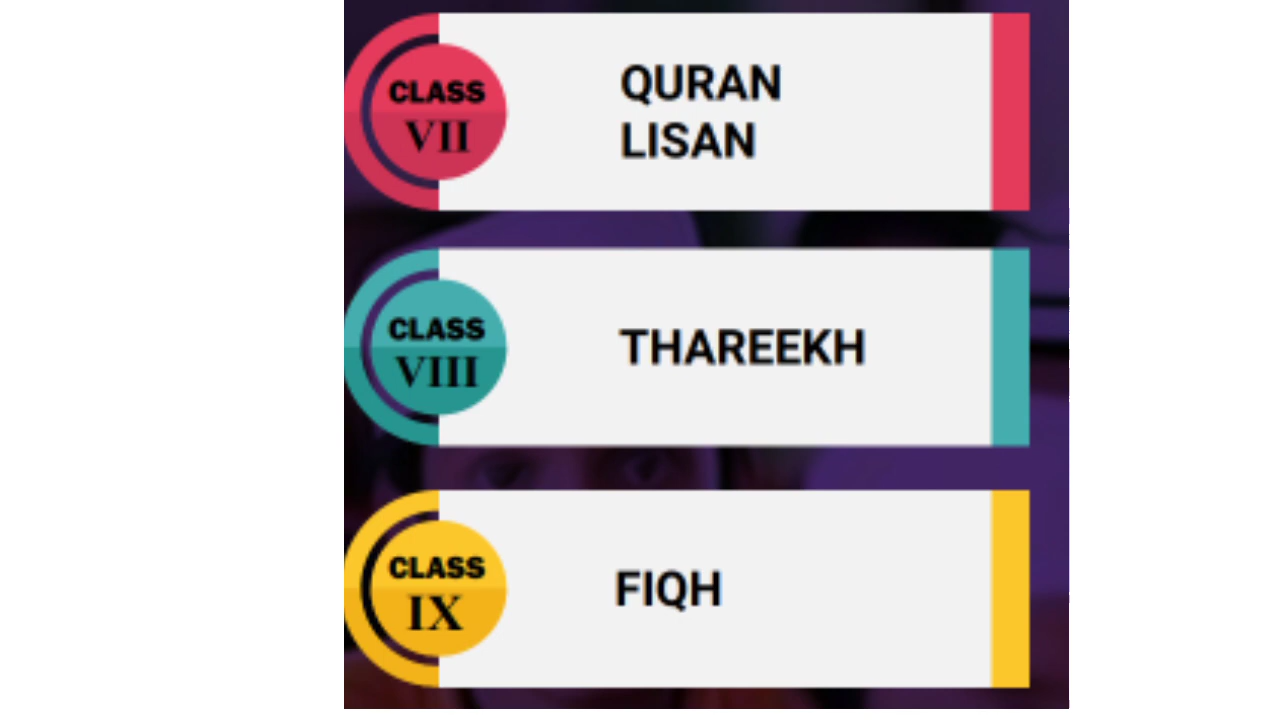 CLASS
VII
QURAN
LISAN
CLASS
VIII
THAREEKH
CLASS
IX
FIQH